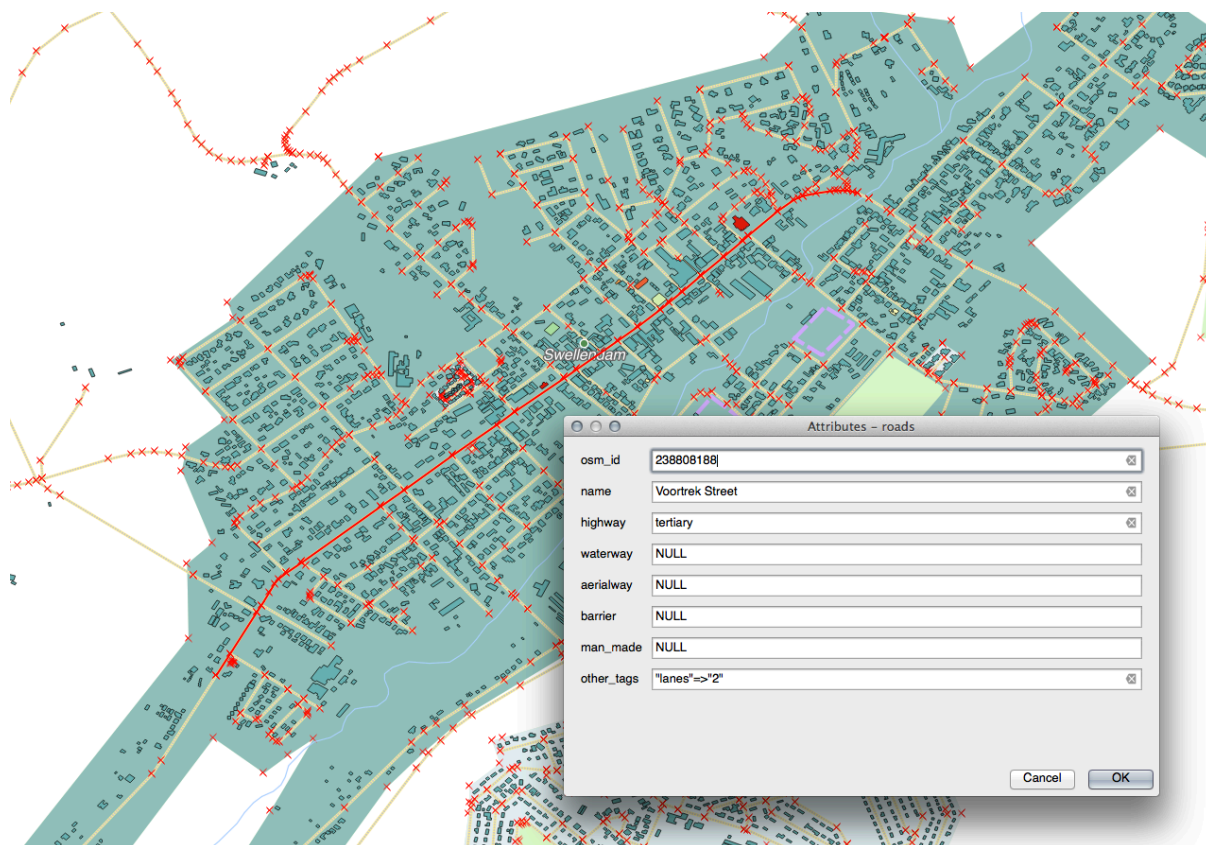 Swellendam
Attributes – roads
osm_id 238808188
name Voortrek Street
highway tertiary
waterway NULL
aerialway NULL
barrier NULL
man_made NULL
other_tags "lanes"=>"2"
Cancel OK